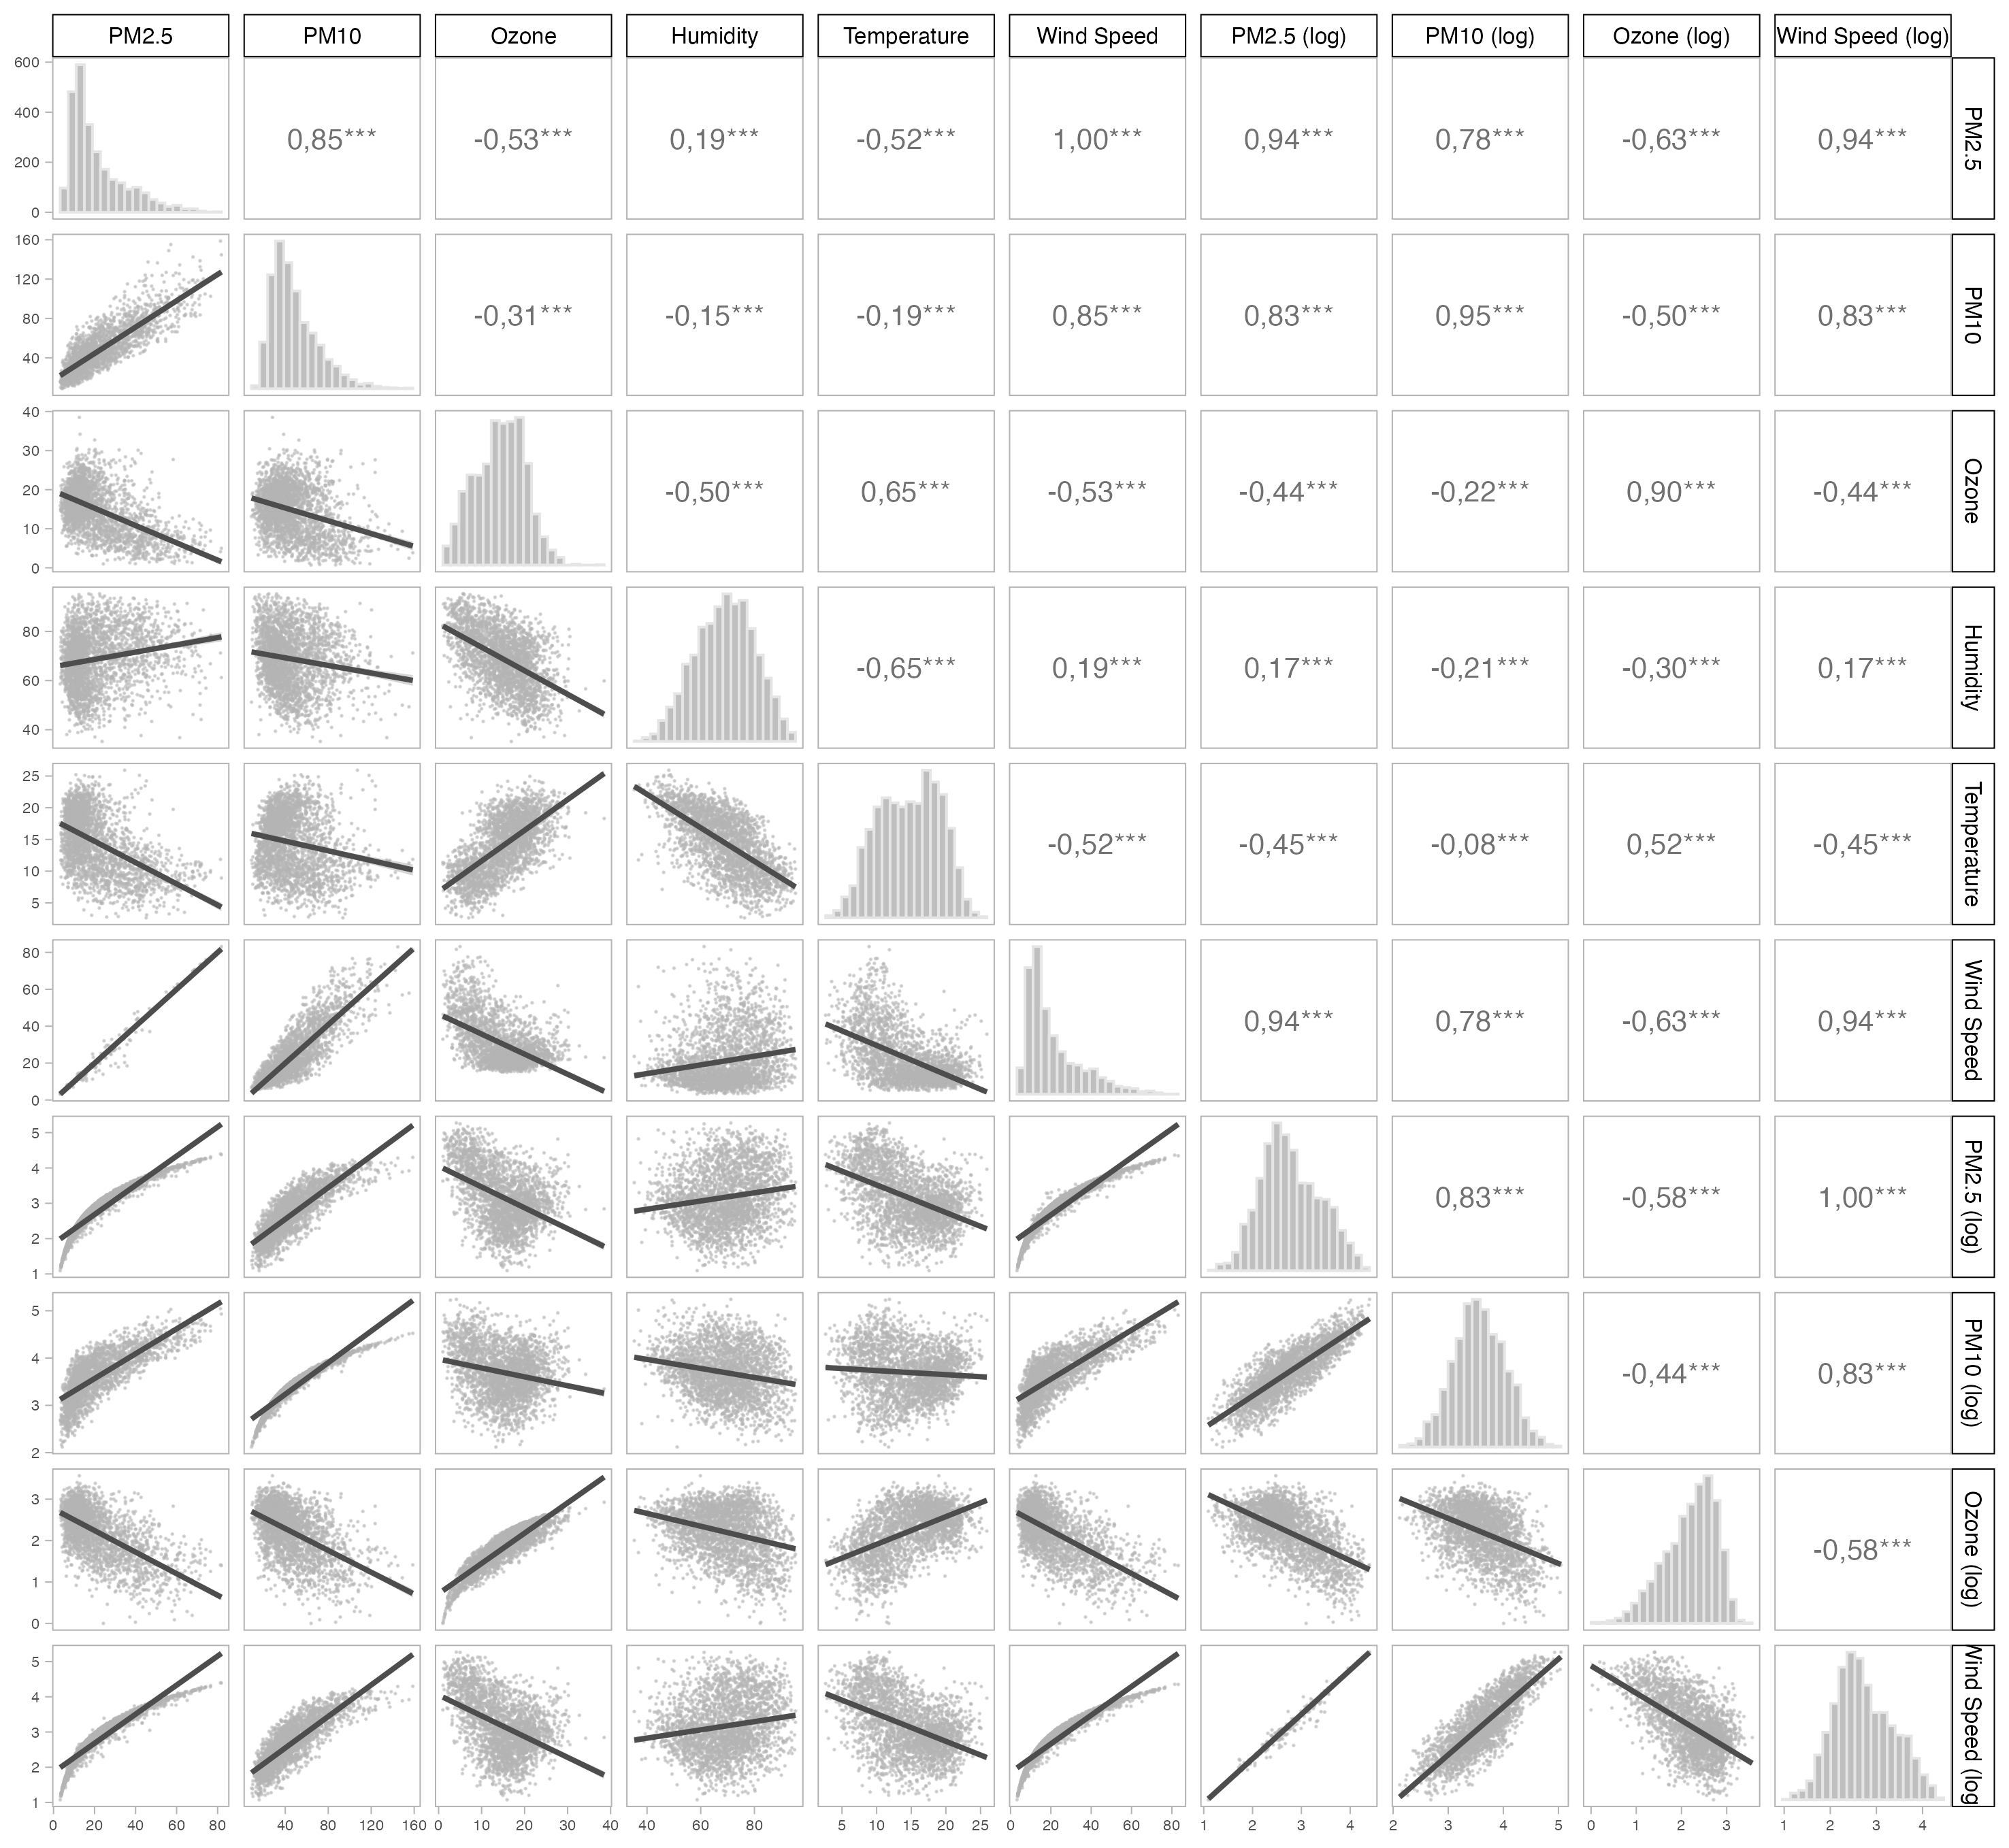 PM2.5 PM10 Ozone Humidity Temperature Wind Speed PM2.5 (log) PM10 (log) Ozone (log) Wind Speed (log)
600
400
200
0
0,85*** -0,53*** 0,19*** -0,52*** 1,00*** 0,94*** 0,78*** -0,63*** 0,94***
PM2.5
160
120
80
40
-0,31*** -0,15*** -0,19*** 0,85*** 0,83*** 0,95*** -0,50*** 0,83***
PM10
40
30
20
10
0
-0,50*** 0,65*** -0,53*** -0,44*** -0,22*** 0,90*** -0,44***
Ozone
80
60
40
-0,65*** 0,19*** 0,17*** -0,21*** -0,30*** 0,17***
Humidity
25
20
15
10
5
-0,52*** -0,45*** -0,08*** 0,52*** -0,45***
Temperature
80
60
40
20
0
0,94*** 0,78*** -0,63*** 0,94***
Wind Speed
5
4
3
2
1
0,83*** -0,58*** 1,00***
PM2.5 (log)
5
4
3
2
-0,44*** 0,83***
PM10 (log)
3
2
1
0
-0,58***
Ozone (log)
5
4
3
2
1
Wind Speed (log
0 20 40 60 80 40 80 120 160 0 10 20 30 40 40 60 80 5 10 15 20 25 0 20 40 60 80 1 2 3 4 2 3 4 5 0 1 2 3 1 2 3 4